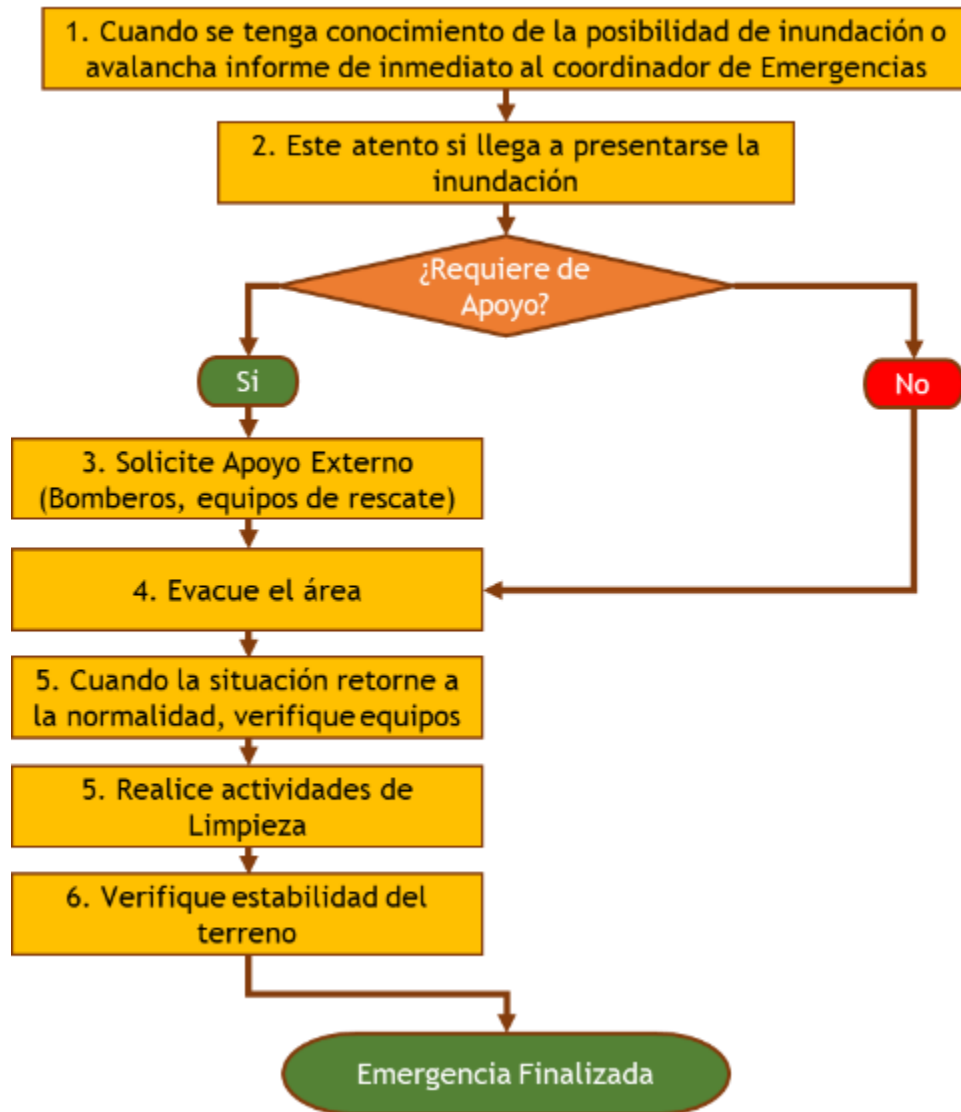 1. Cuando se tenga conocimiento de la posibilidad de inundación o
avalancha informe de inmediato al coordinador de Emergencias
2. Este atento si llega a presentarse la
inundación
¿Requiere de
Apoyo?
Si
No
3. Solicite Apoyo Externo
(Bomberos, equipos de rescate)
4. Evacue el área
5. Cuando la situación retorne a
la normalidad, verifique equipos
5. Realice actividades de
Limpieza
6. Verifique estabilidad del
terreno
Emergencia Finalizada